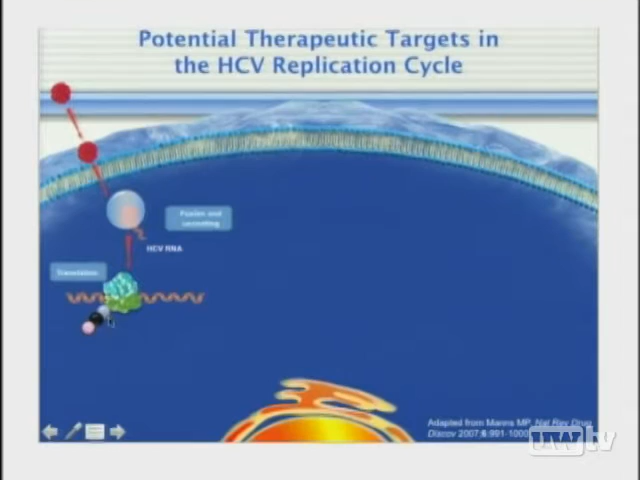 Potential Therapeutic Targets in
the HCV Replication Cycle
Fusion and
uncoating
HCV RNA
Translation
Adapted from Manns MP, Nat Rev Drug
Discov 2007;6:991-1000
uwtv